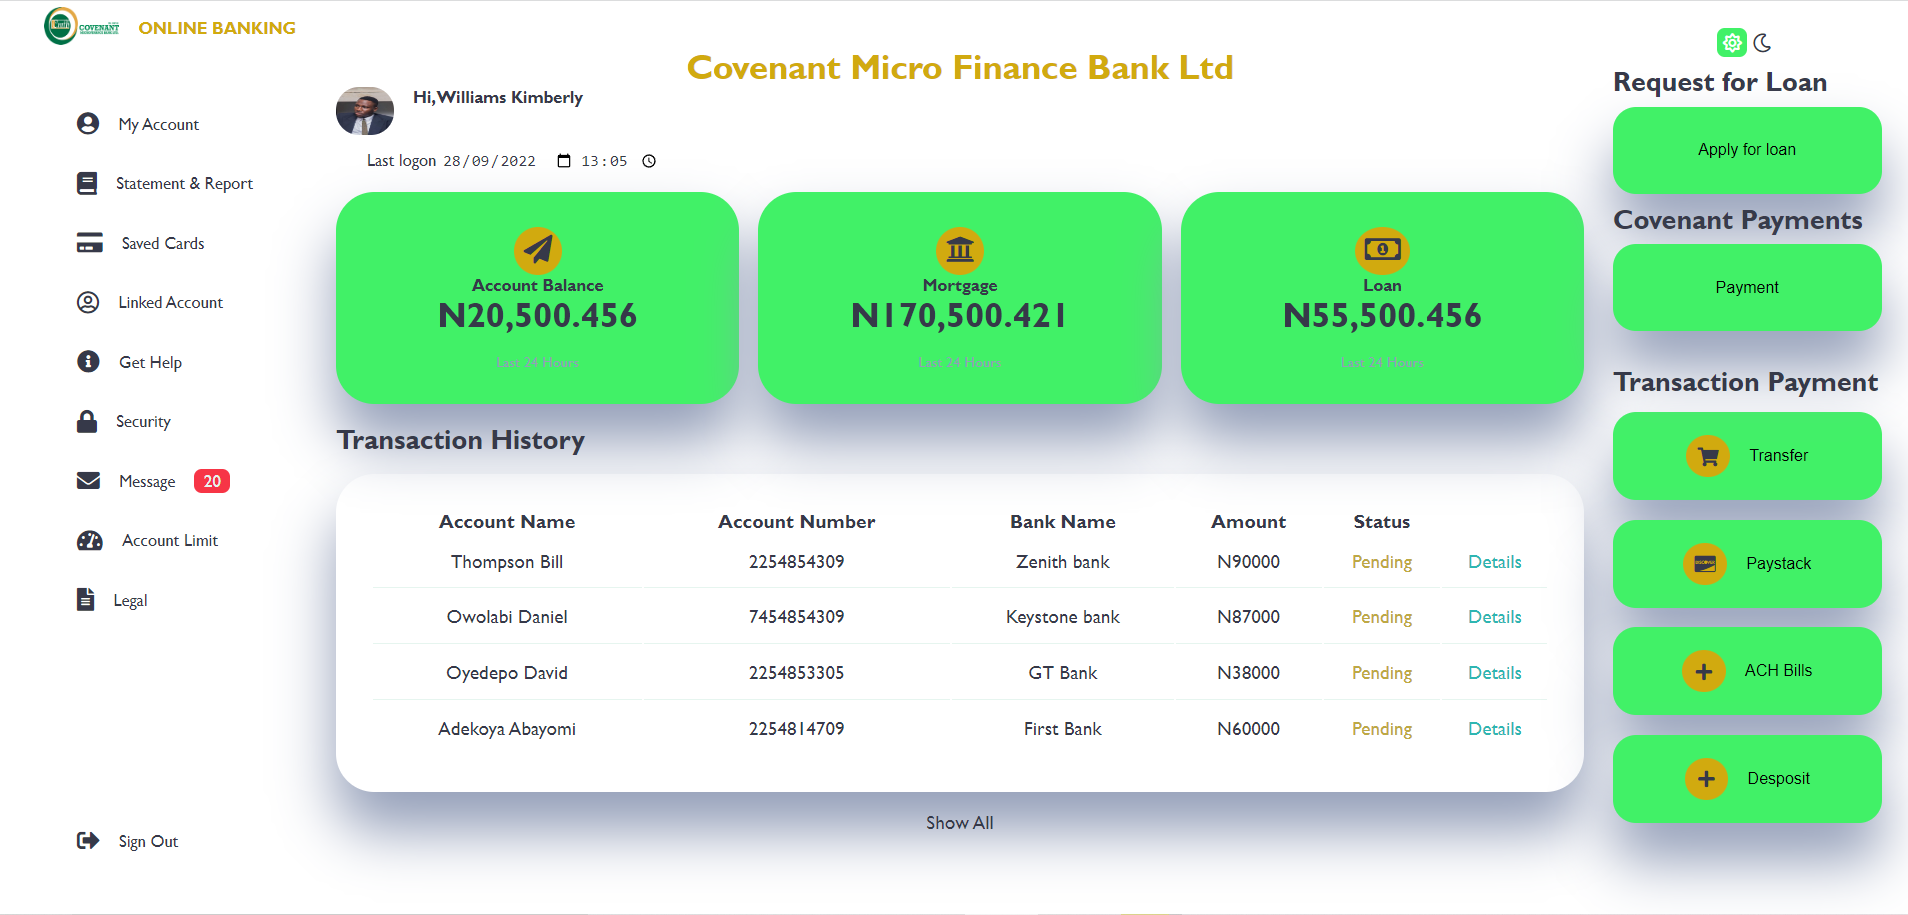 COVENANT
ONLINE BANKING
Covenant Micro Finance Bank Ltd
Hi,Williams Kimberly
Last logon 28/09/2022 13:05
My Account
Statement & Report
Saved Cards
Linked Account
Get Help
Security
Message 20
Account Limit
Legal
Sign Out
Account Balance
N20,500.456
Last 24 Hours
Mortgage
N170,500.421
Last 24 Hours
Loan
N55,500.456
Last 24 Hours
Transaction History
Account Name Account Number Bank Name Amount Status
Thompson Bill 2254854309 Zenith bank N90000 Pending Details
Owolabi Daniel 7454854309 Keystone bank N87000 Pending Details
Oyedepo David 2254853305 GT Bank N38000 Pending Details
Adekoya Abayomi 2254814709 First Bank N60000 Pending Details
Show All
Request for Loan
Apply for loan
Covenant Payments
Payment
Transaction Payment
Transfer
Paystack
ACH Bills
Desposit